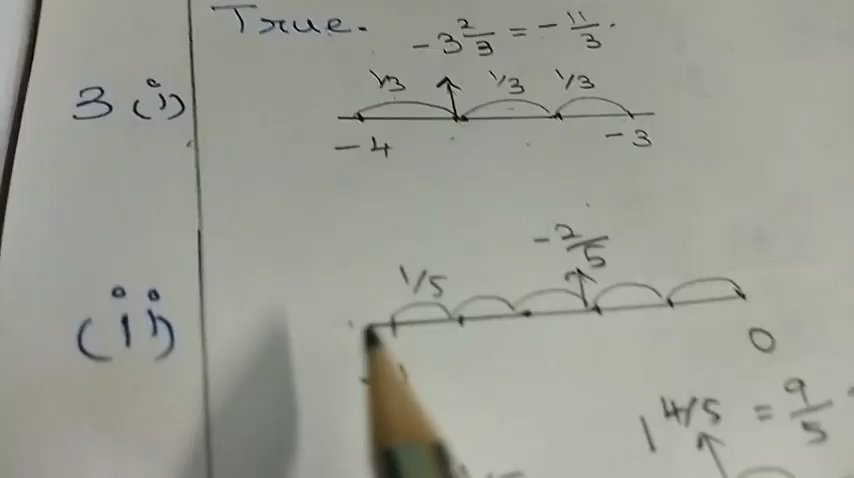 True.
-3 2/3 = -11/3.
3 (i)
1/3 1/3 1/3
-4 -3
-2/5
(ii)
1/5
0
1 4/5 = 9/5